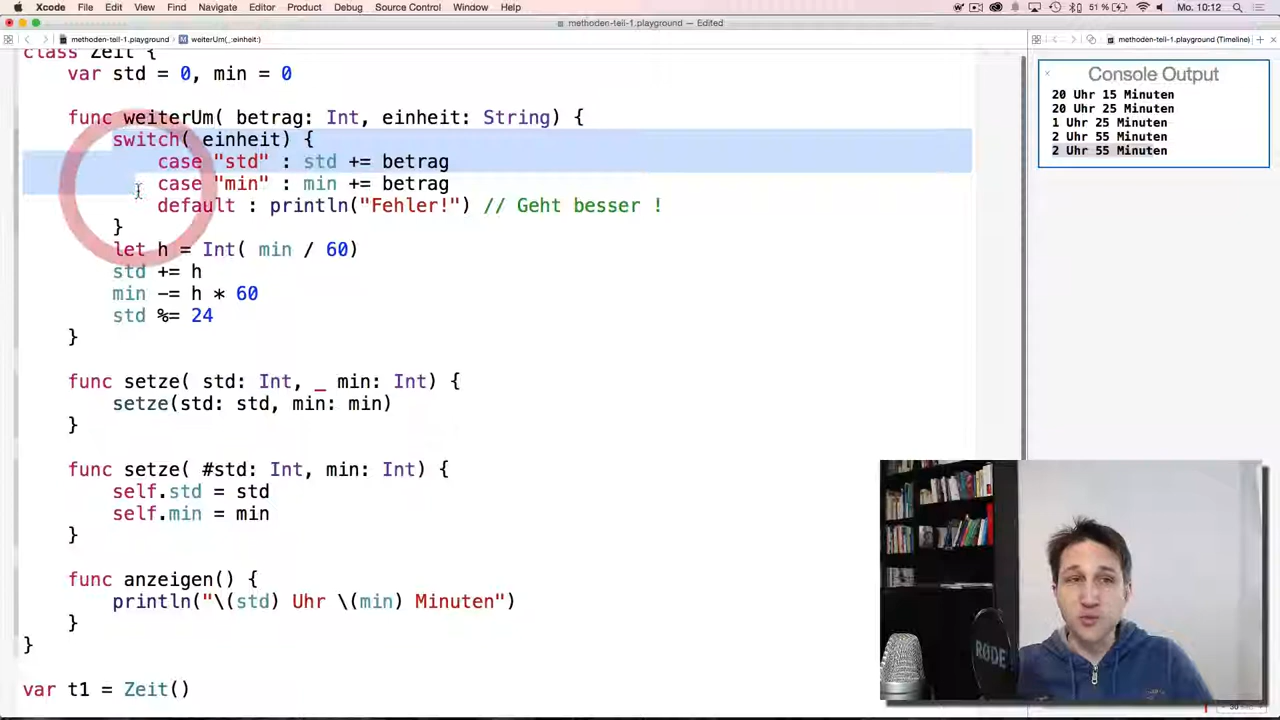 Xcode File Edit View Find Navigate Editor Product Debug Source Control Window Help 51 % Mo. 10:12
methoden-teil-1.playground — Edited
methoden-teil-1.playground weiterUm(_:einheit:) methoden-teil-1.playground (Timeline)
class Zeit {
var std = 0, min = 0
func weiterUm( betrag: Int, einheit: String) {
switch( einheit) {
case "std" : std += betrag
case "min" : min += betrag
default : println("Fehler!") // Geht besser !
}
let h = Int( min / 60)
std += h
min -= h * 60
std %= 24
}
func setze( std: Int, _ min: Int) {
setze(std: std, min: min)
}
func setze( #std: Int, min: Int) {
self.std = std
self.min = min
}
func anzeigen() {
println("\(std) Uhr \(min) Minuten")
}
}
var t1 = Zeit()
Console Output
20 Uhr 15 Minuten
20 Uhr 25 Minuten
1 Uhr 25 Minuten
2 Uhr 55 Minuten
2 Uhr 55 Minuten
RØDE